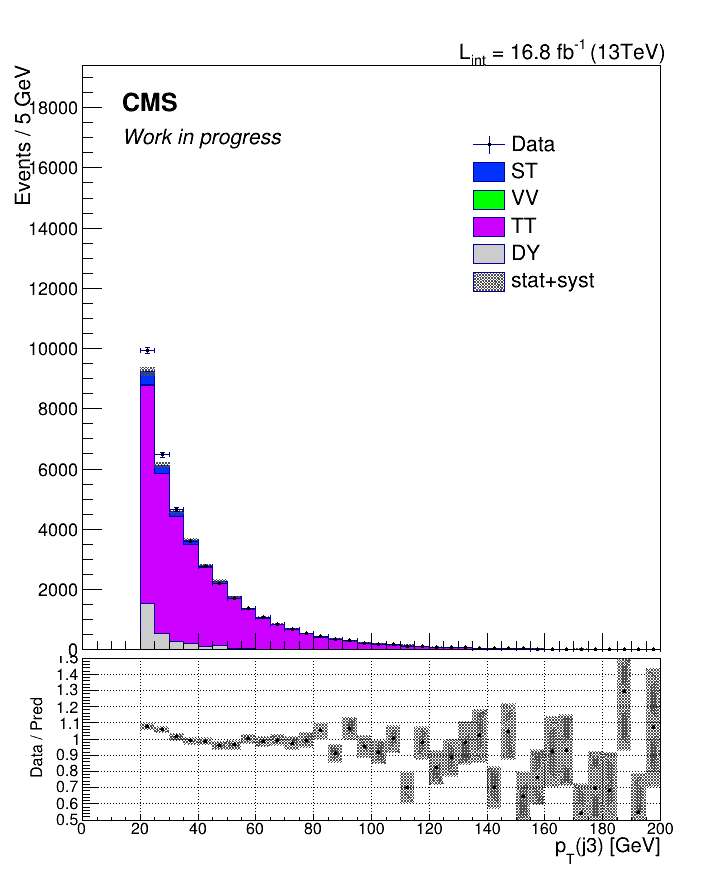 L_int = 16.8 fb^-1 (13TeV)
Events / 5 GeV
CMS
Work in progress
Data
ST
VV
TT
DY
stat+syst
18000
16000
14000
12000
10000
8000
6000
4000
2000
0
Data / Pred
1.5
1.4
1.3
1.2
1.1
1
0.9
0.8
0.7
0.6
0.5
0 20 40 60 80 100 120 140 160 180 200
p_T(j3) [GeV]